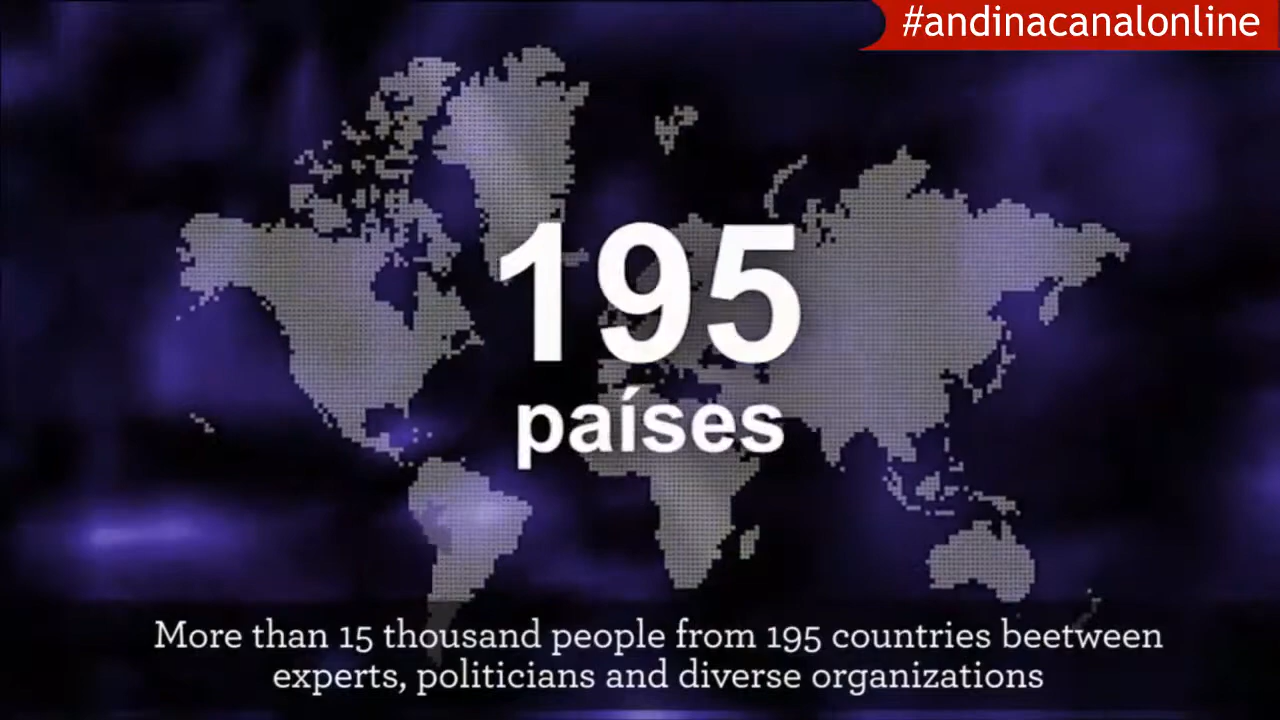 #andinacanalonline
195
países
More than 15 thousand people from 195 countries beetween
experts, politicians and diverse organizations